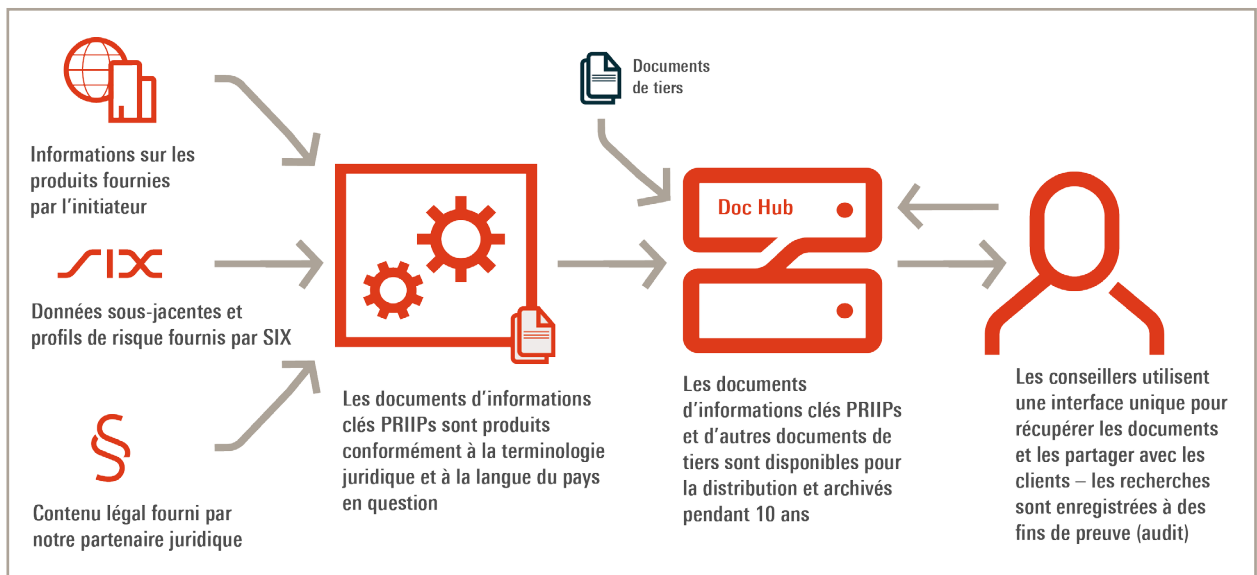 Informations sur les
produits fournies
par l’initiateur
SIX
Données sous-jacentes et
profils de risque fournis par SIX
Contenu légal fourni par
notre partenaire juridique
Les documents d’informations
clés PRIIPs sont produits
conformément à la terminologie
juridique et à la langue du pays
en question
Documents
de tiers
Doc Hub
Les documents
d’informations clés PRIIPs
et d’autres documents de
tiers sont disponibles pour
la distribution et archivés
pendant 10 ans
Les conseillers utilisent
une interface unique pour
récupérer les documents
et les partager avec les
clients – les recherches
sont enregistrées à des
fins de preuve (audit)